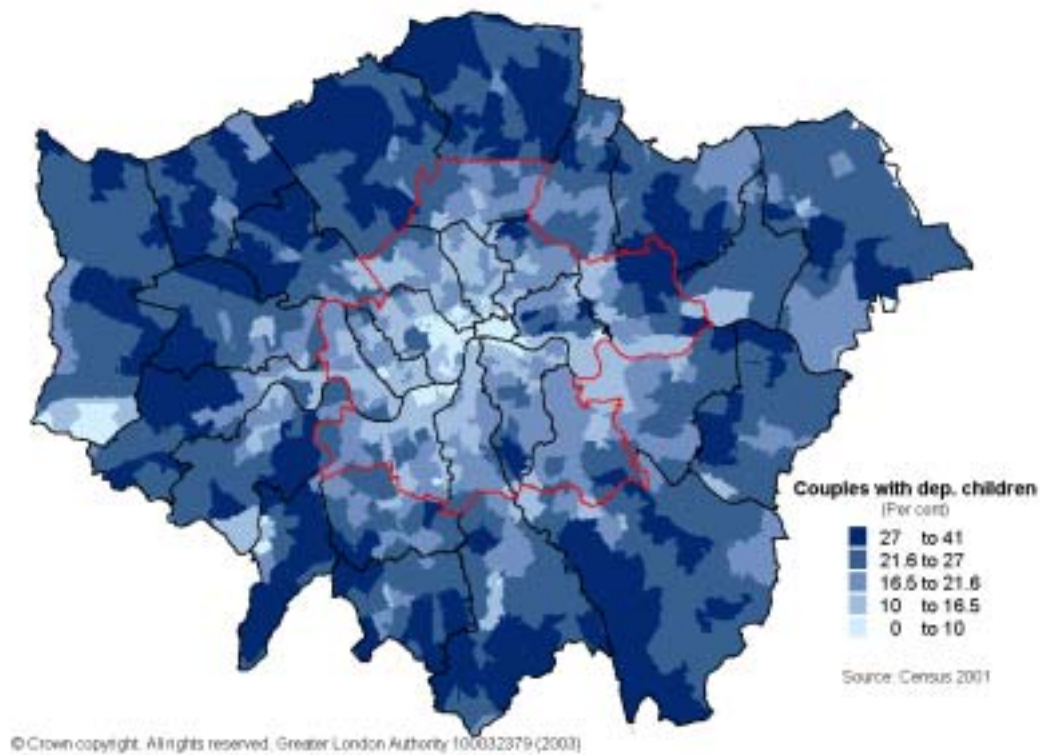 Couples with dep. children
(Per cent)
27 to 41
21.6 to 27
16.5 to 21.6
10 to 16.5
0 to 10
Source: Census 2001
© Crown copyright. All rights reserved. Greater London Authority 100032379 (2003)